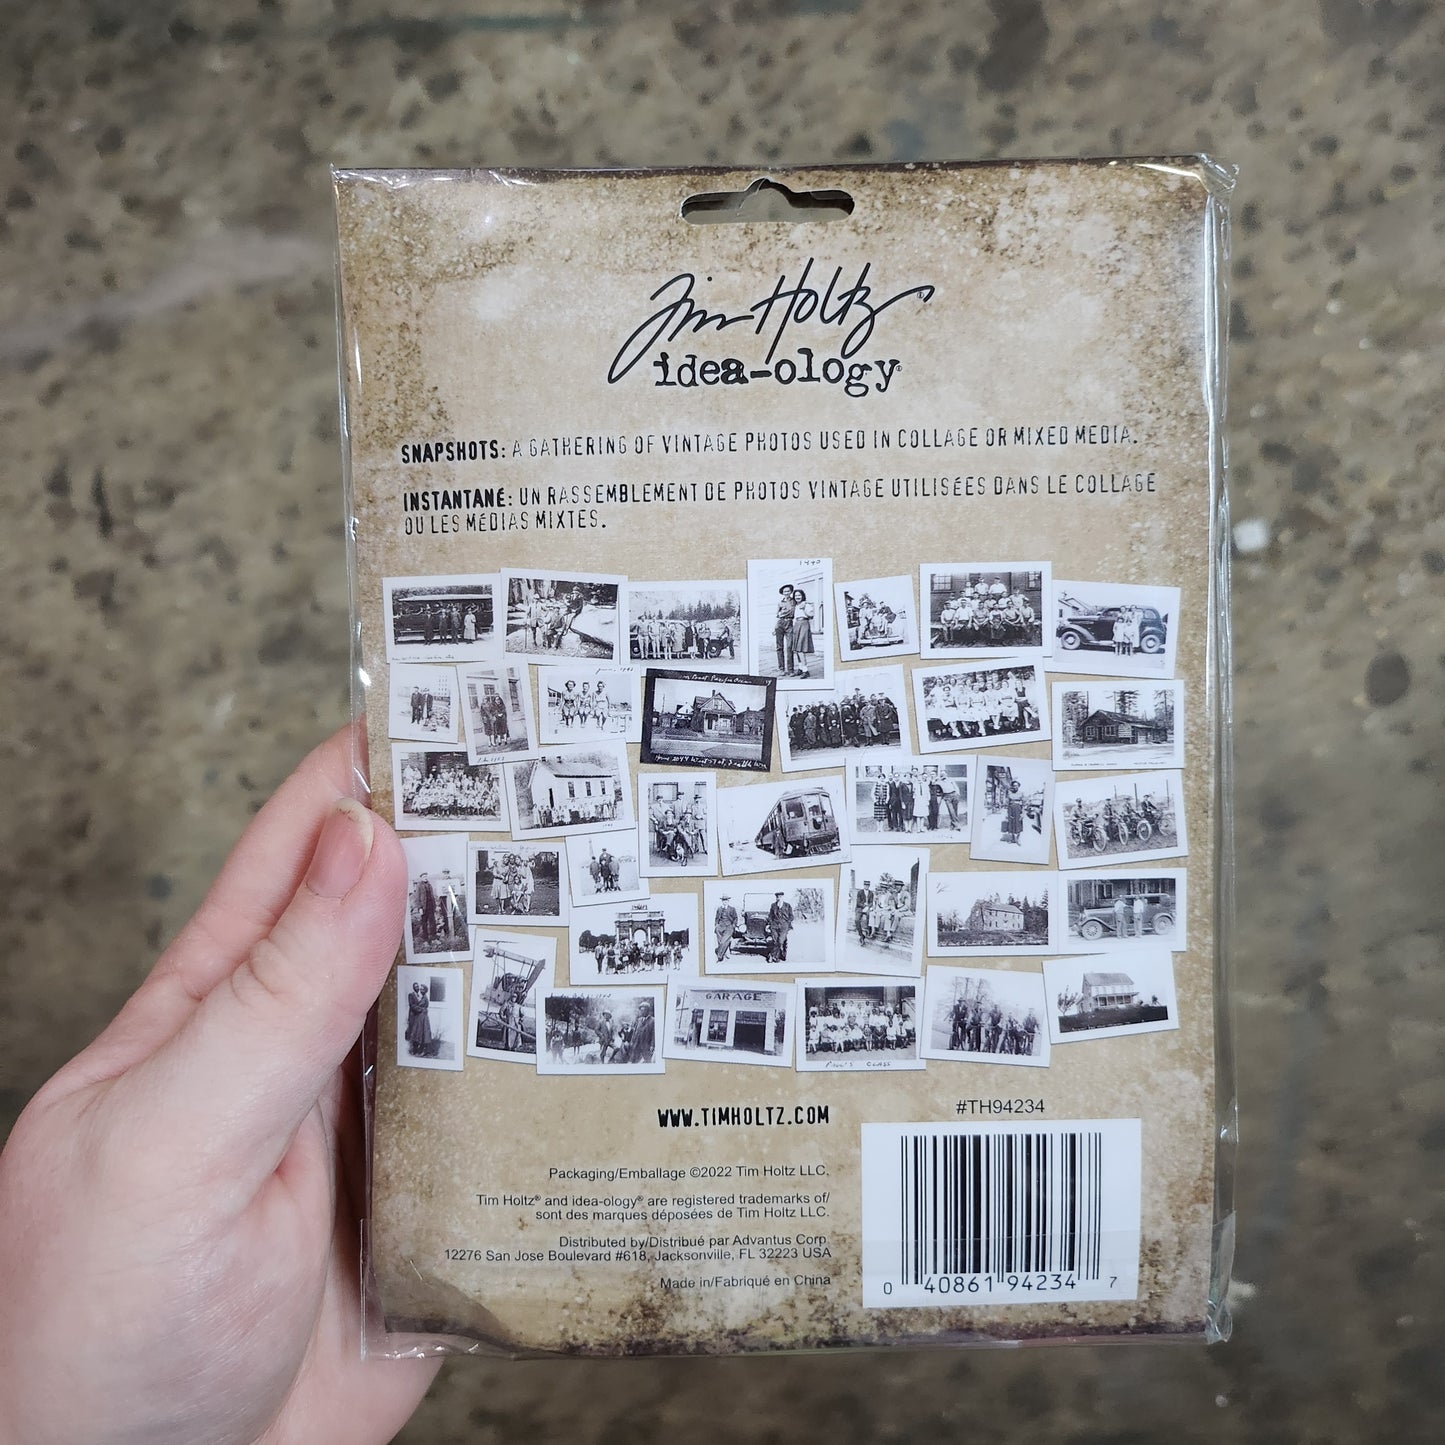 Tim Holtz®
idea-ology®
SNAPSHOTS: A GATHERING OF VINTAGE PHOTOS USED IN COLLAGE OR MIXED MEDIA.
INSTANTANÉ: UN RASSEMBLEMENT DE PHOTOS VINTAGE UTILISÉES DANS LE COLLAGE
OU LES MÉDIAS MIXTES.
1940
GARAGE
PAUL'S CLASS
WWW.TIMHOLTZ.COM
#TH94234
Packaging/Emballage ©2022 Tim Holtz LLC.
Tim Holtz® and idea-ology® are registered trademarks of/
sont des marques déposées de Tim Holtz LLC.
Distributed by/Distribué par Advantus Corp.
12276 San Jose Boulevard #618, Jacksonville, FL 32223 USA
Made in/Fabriqué en China
0 40861 94234 7